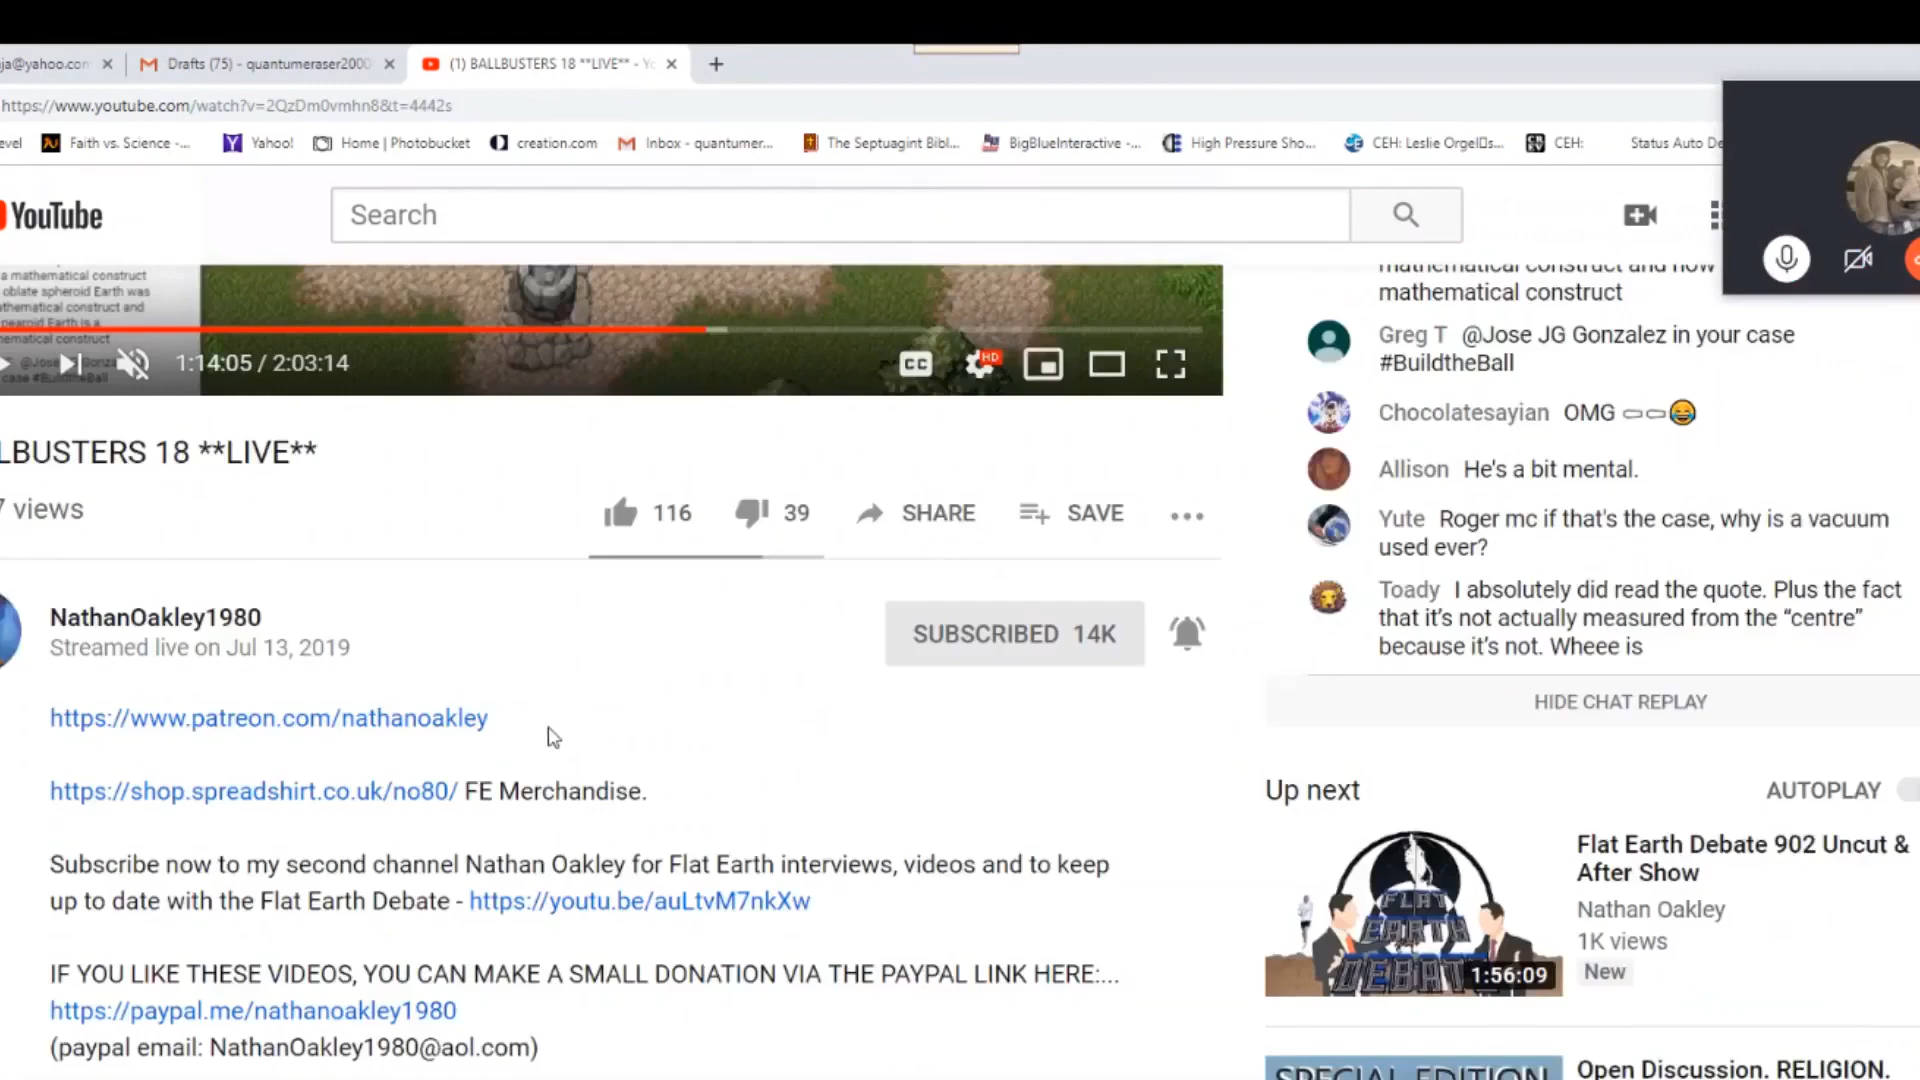 ja@yahoo.com
Drafts (75) - quantumeraser2000
(1) BALLBUSTERS 18 **LIVE** - Yo
https://www.youtube.com/watch?v=2QzDm0vmhn8&t=4442s
evel
Faith vs. Science -...
Yahoo!
Home | Photobucket
creation.com
Inbox - quantumer...
The Septuagint Bibl...
BigBlueInteractive -...
High Pressure Sho...
CEH: Leslie Orgel□s...
CEH:
Status Auto De
YouTube
Search
a mathematical construct
oblate spheroid Earth was
thematical construct and
pearoid Earth is a
ematical construct
@Jose JG Gonza
case #BuildtheBall
1:14:05 / 2:03:14
CC
HD
LBUSTERS 18 **LIVE**
7 views
116
39
SHARE
SAVE
NathanOakley1980
Streamed live on Jul 13, 2019
SUBSCRIBED 14K
https://www.patreon.com/nathanoakley
https://shop.spreadshirt.co.uk/no80/ FE Merchandise.
Subscribe now to my second channel Nathan Oakley for Flat Earth interviews, videos and to keep
up to date with the Flat Earth Debate - https://youtu.be/auLtvM7nkXw
IF YOU LIKE THESE VIDEOS, YOU CAN MAKE A SMALL DONATION VIA THE PAYPAL LINK HERE:...
https://paypal.me/nathanoakley1980
(paypal email: NathanOakley1980@aol.com)
mathematical construct and now
mathematical construct
Greg T @Jose JG Gonzalez in your case
#BuildtheBall
Chocolatesayian OMG 😂
Allison He's a bit mental.
Yute Roger mc if that's the case, why is a vacuum
used ever?
Toady I absolutely did read the quote. Plus the fact
that it's not actually measured from the “centre”
because it's not. Wheee is
HIDE CHAT REPLAY
Up next
AUTOPLAY
FLAT
EARTH
DEBATE
1:56:09
Flat Earth Debate 902 Uncut &
After Show
Nathan Oakley
1K views
New
SPECIAL EDITION
Open Discussion. RELIGION.